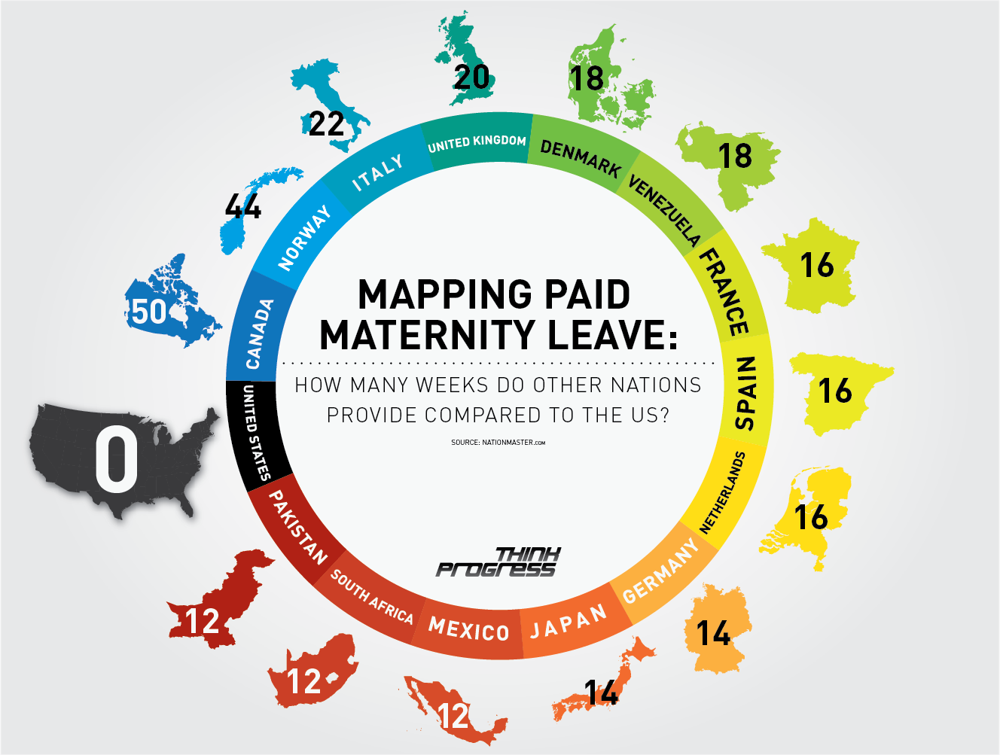 MAPPING PAID
MATERNITY LEAVE:
HOW MANY WEEKS DO OTHER NATIONS
PROVIDE COMPARED TO THE US?
SOURCE: NATIONMASTER.COM
THINK
PROGRESS
UNITED STATES
0
CANADA
50
NORWAY
44
ITALY
22
UNITED KINGDOM
20
DENMARK
18
VENEZUELA
18
FRANCE
16
SPAIN
16
NETHERLANDS
16
GERMANY
14
JAPAN
14
MEXICO
12
SOUTH AFRICA
12
PAKISTAN
12